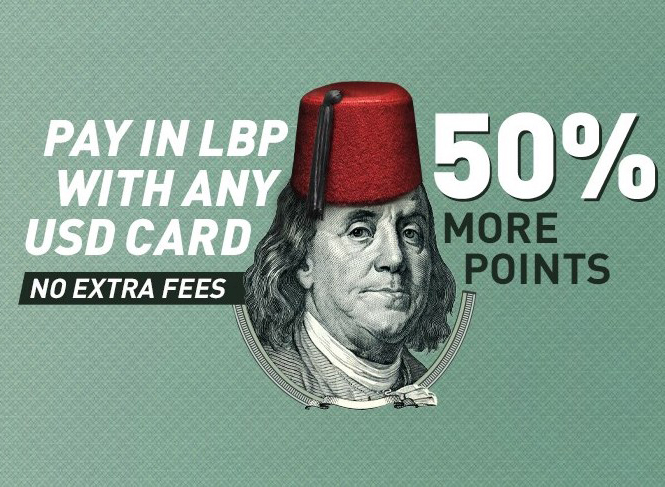 PAY IN LBP
WITH ANY
USD CARD
NO EXTRA FEES
50%
MORE
POINTS